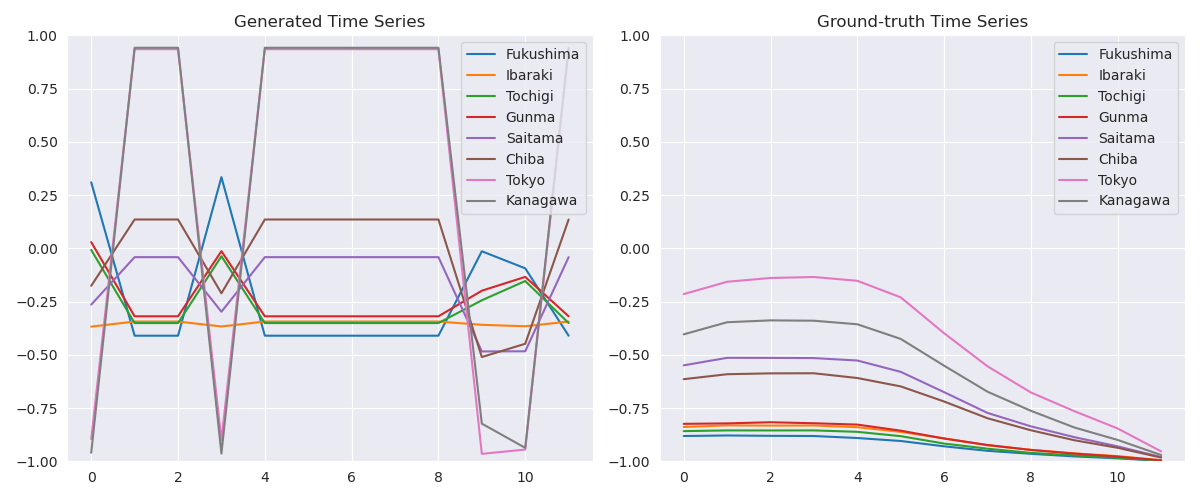 Generated Time Series
1.00
0.75
0.50
0.25
0.00
−0.25
−0.50
−0.75
−1.00
0
2
4
6
8
10
Fukushima
Ibaraki
Tochigi
Gunma
Saitama
Chiba
Tokyo
Kanagawa
Ground-truth Time Series
1.00
0.75
0.50
0.25
0.00
−0.25
−0.50
−0.75
−1.00
0
2
4
6
8
10
Fukushima
Ibaraki
Tochigi
Gunma
Saitama
Chiba
Tokyo
Kanagawa